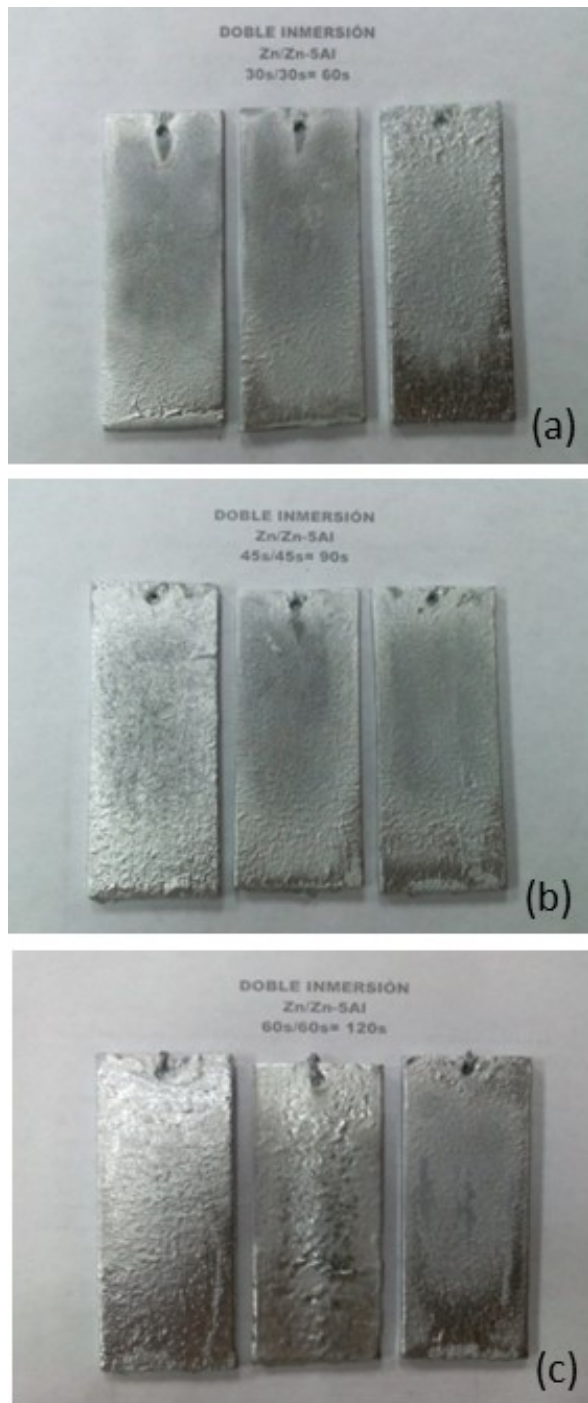 DOBLE INMERSIÓN
Zn/Zn-5Al
30s/30s= 60s
(a)
DOBLE INMERSIÓN
Zn/Zn-5Al
45s/45s= 90s
(b)
DOBLE INMERSIÓN
Zn/Zn-5Al
60s/60s= 120s
(c)